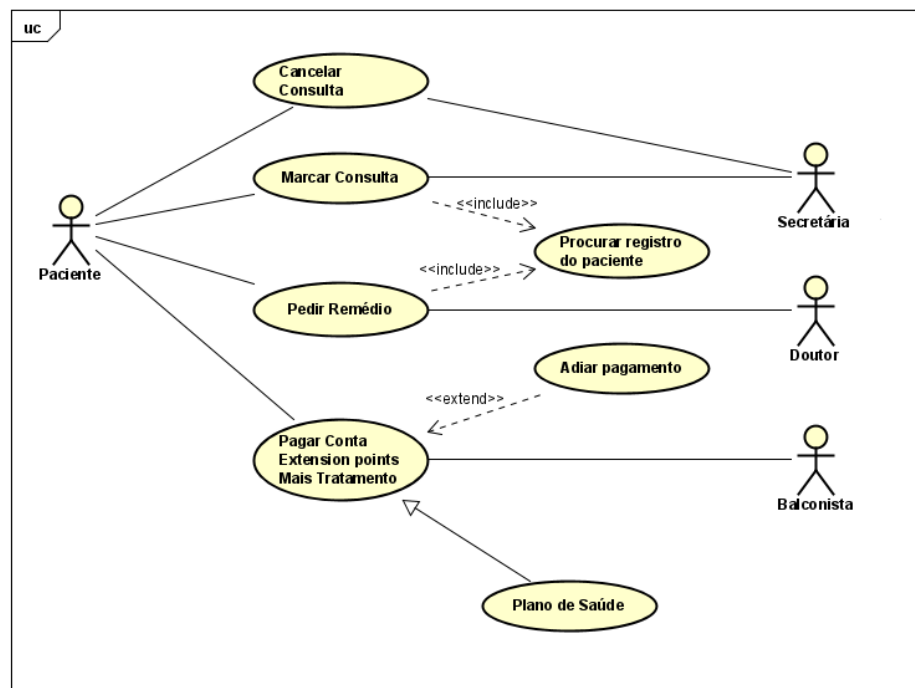 uc
Cancelar
Consulta
Marcar Consulta
<<include>>
Secretária
Procurar registro
do paciente
Paciente
<<include>>
Pedir Remédio
Doutor
Adiar pagamento
<<extend>>
Pagar Conta
Extension points
Mais Tratamento
Balconista
Plano de Saúde